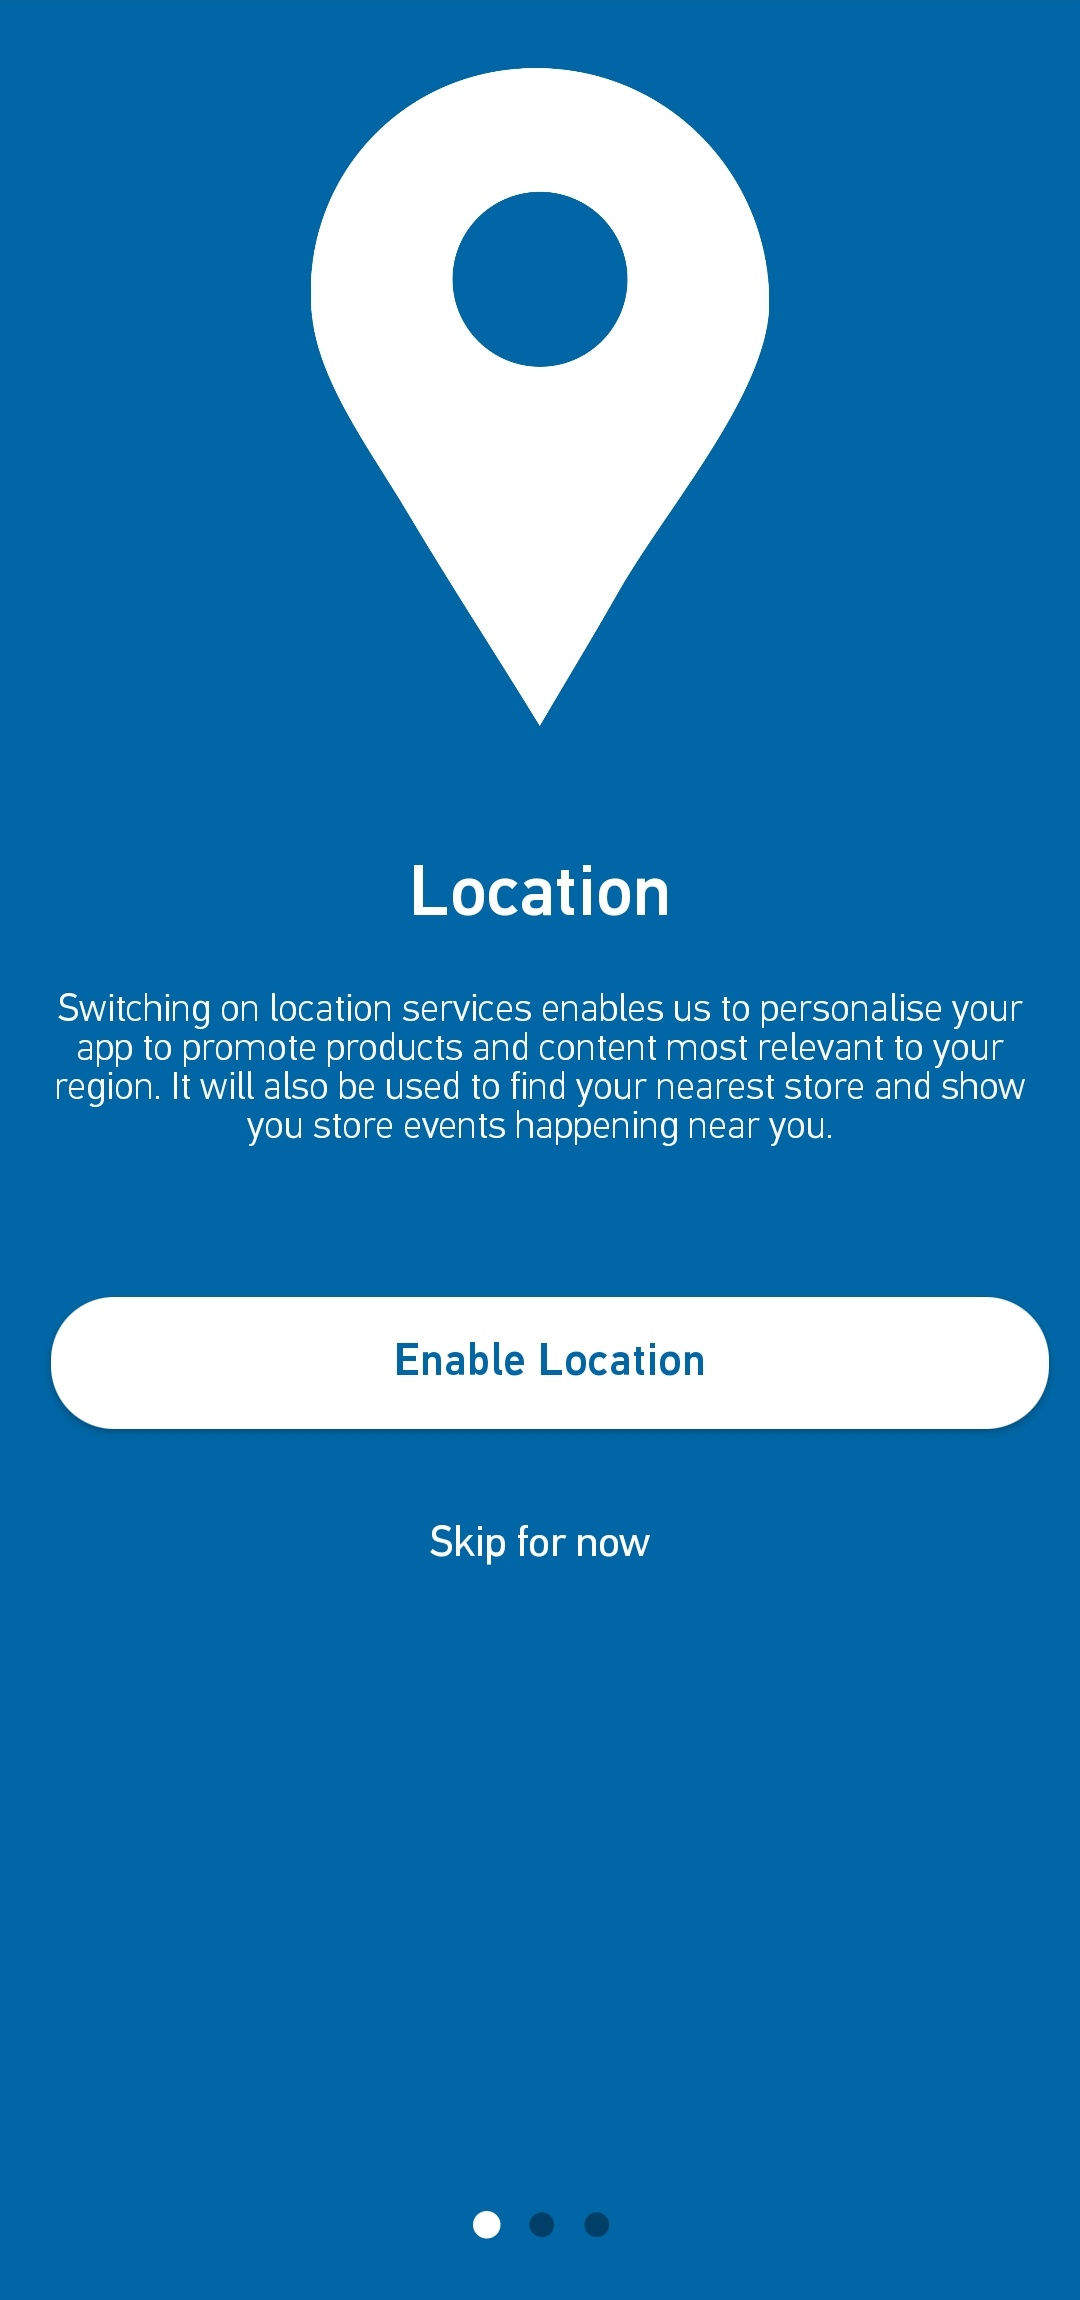 Location
Switching on location services enables us to personalise your
app to promote products and content most relevant to your
region. It will also be used to find your nearest store and show
you store events happening near you.
Enable Location
Skip for now